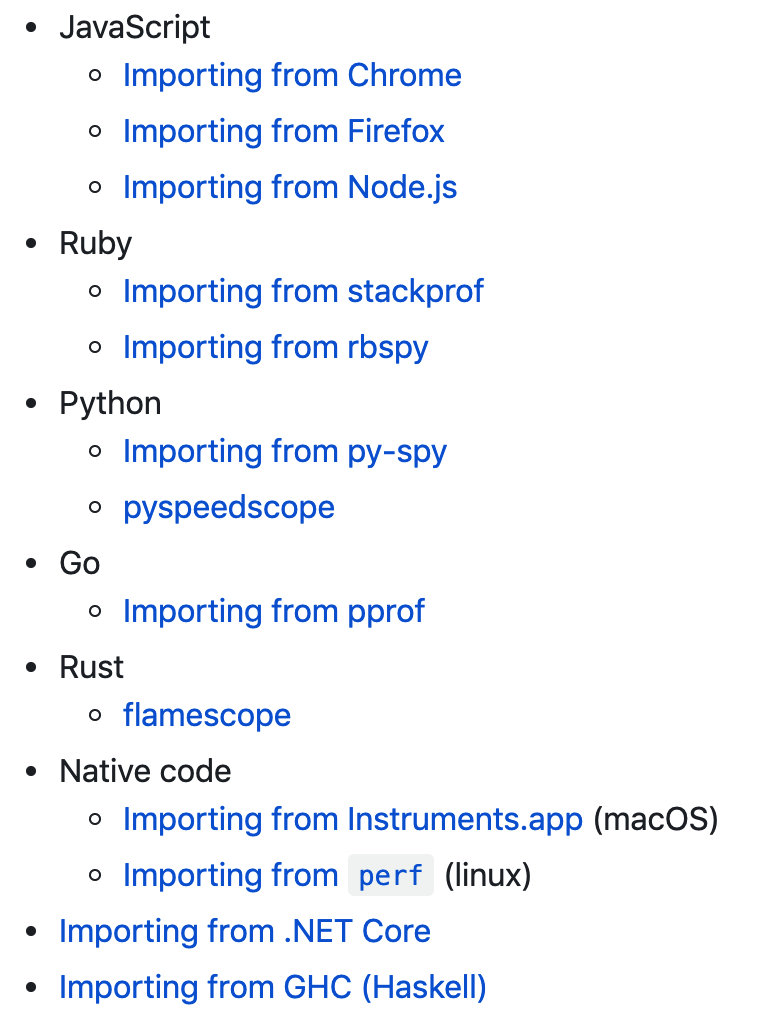 JavaScript
Importing from Chrome
Importing from Firefox
Importing from Node.js
Ruby
Importing from stackprof
Importing from rbspy
Python
Importing from py-spy
pyspeedscope
Go
Importing from pprof
Rust
flamescope
Native code
Importing from Instruments.app (macOS)
Importing from perf (linux)
Importing from .NET Core
Importing from GHC (Haskell)